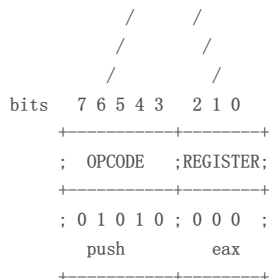 / /
/ /
/ /
bits 7 6 5 4 3 2 1 0
+-----------+--------+
; OPCODE ;REGISTER;
+-----------+--------+
; 0 1 0 1 0 ; 0 0 0 ;
push eax
+-----------+--------+